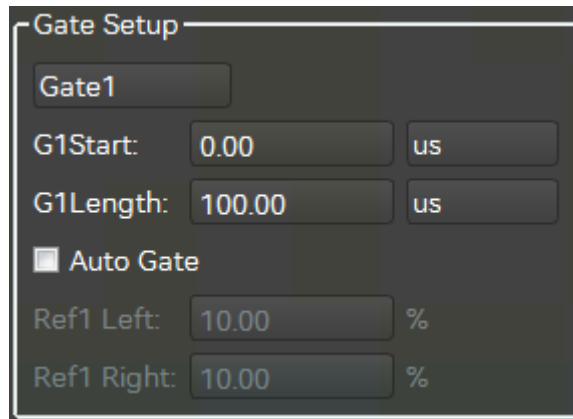 Gate Setup
Gate1
G1Start: 0.00 us
G1Length: 100.00 us
Auto Gate
Ref1 Left: 10.00 %
Ref1 Right: 10.00 %